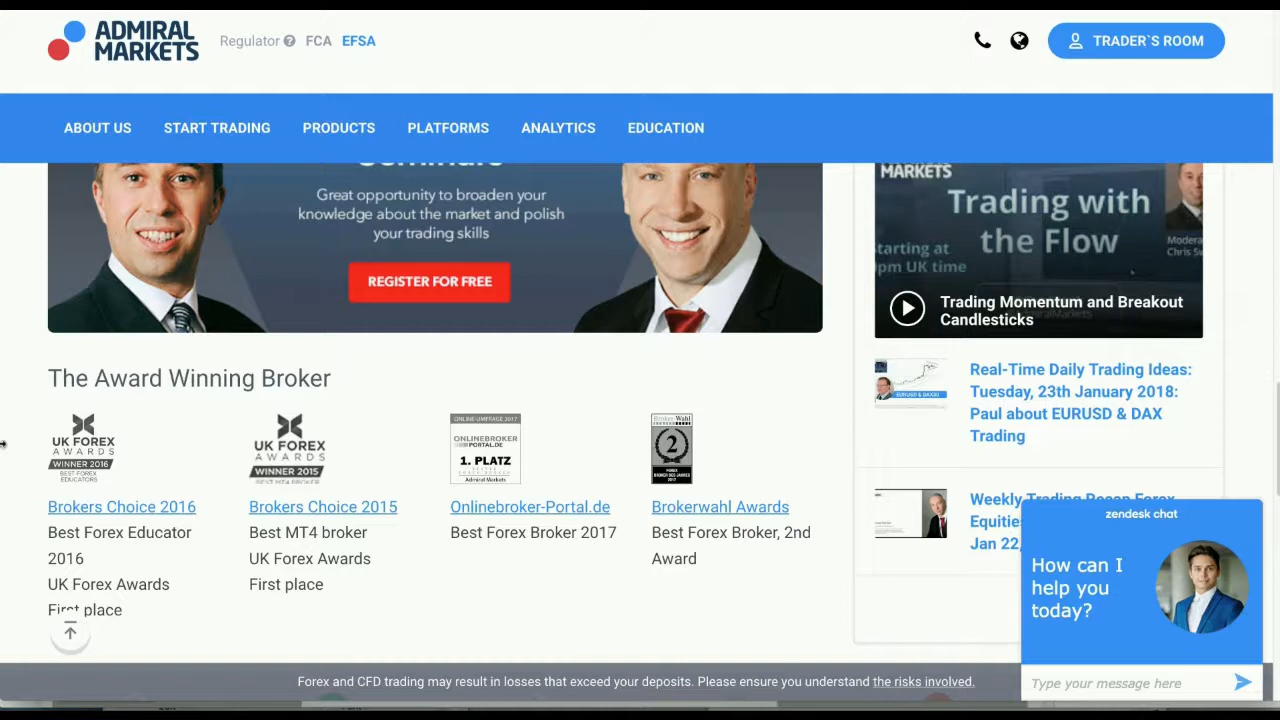 ADMIRAL
MARKETS
Regulator FCA EFSA
TRADER`S ROOM
ABOUT US START TRADING PRODUCTS PLATFORMS ANALYTICS EDUCATION
Great opportunity to broaden your
knowledge about the market and polish
your trading skills
REGISTER FOR FREE
MARKETS
Trading with
the Flow
Trading Momentum and Breakout
Candlesticks
Real-Time Daily Trading Ideas:
Tuesday, 23th January 2018:
Paul about EURUSD & DAX
Trading
The Award Winning Broker
UK FOREX
AWARDS
WINNER 2016
BEST FOREX
EDUCATORS
Brokers Choice 2016
Best Forex Educator
2016
UK Forex Awards
First place
UK FOREX
AWARDS
WINNER 2015
BEST MT4 BROKER
Brokers Choice 2015
Best MT4 broker
UK Forex Awards
First place
ONLINE-UMFRAGE 2017
ONLINEBROKER
PORTAL.DE
1. PLATZ
Admiral Markets
Onlinebroker-Portal.de
Best Forex Broker 2017
Broker-Wahl
2
Brokerwahl Awards
Best Forex Broker, 2nd
Award
Weekly Trading Recap Forex
Equities
Jan 22,
zendesk chat
How can I
help you
today?
Type your message here
Forex and CFD trading may result in losses that exceed your deposits. Please ensure you understand the risks involved.